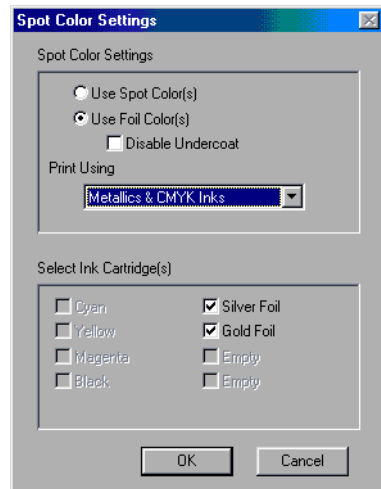 Spot Color Settings
Spot Color Settings
Use Spot Color(s)
Use Foil Color(s)
Disable Undercoat
Print Using
Metallics & CMYK Inks
Select Ink Cartridge(s)
Cyan
Silver Foil
Yellow
Gold Foil
Magenta
Empty
Black
Empty
OK
Cancel